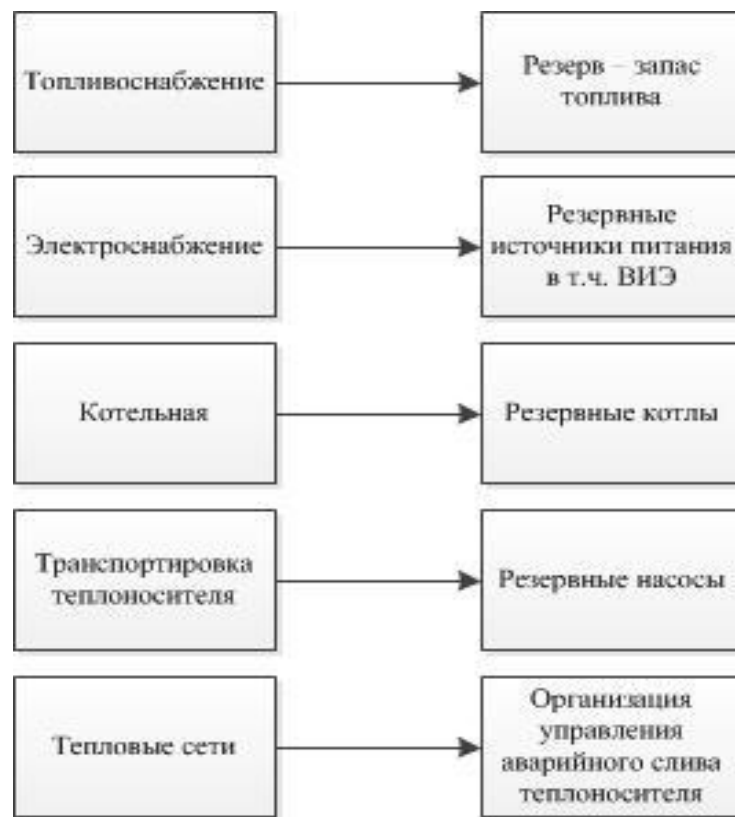 Топливоснабжение
Резерв – запас
топлива
Электроснабжение
Резервные
источники питания
в т.ч. ВИЭ
Котельная
Резервные котлы
Транспортировка
теплоносителя
Резервные насосы
Тепловые сети
Организация
управления
аварийного слива
теплоносителя